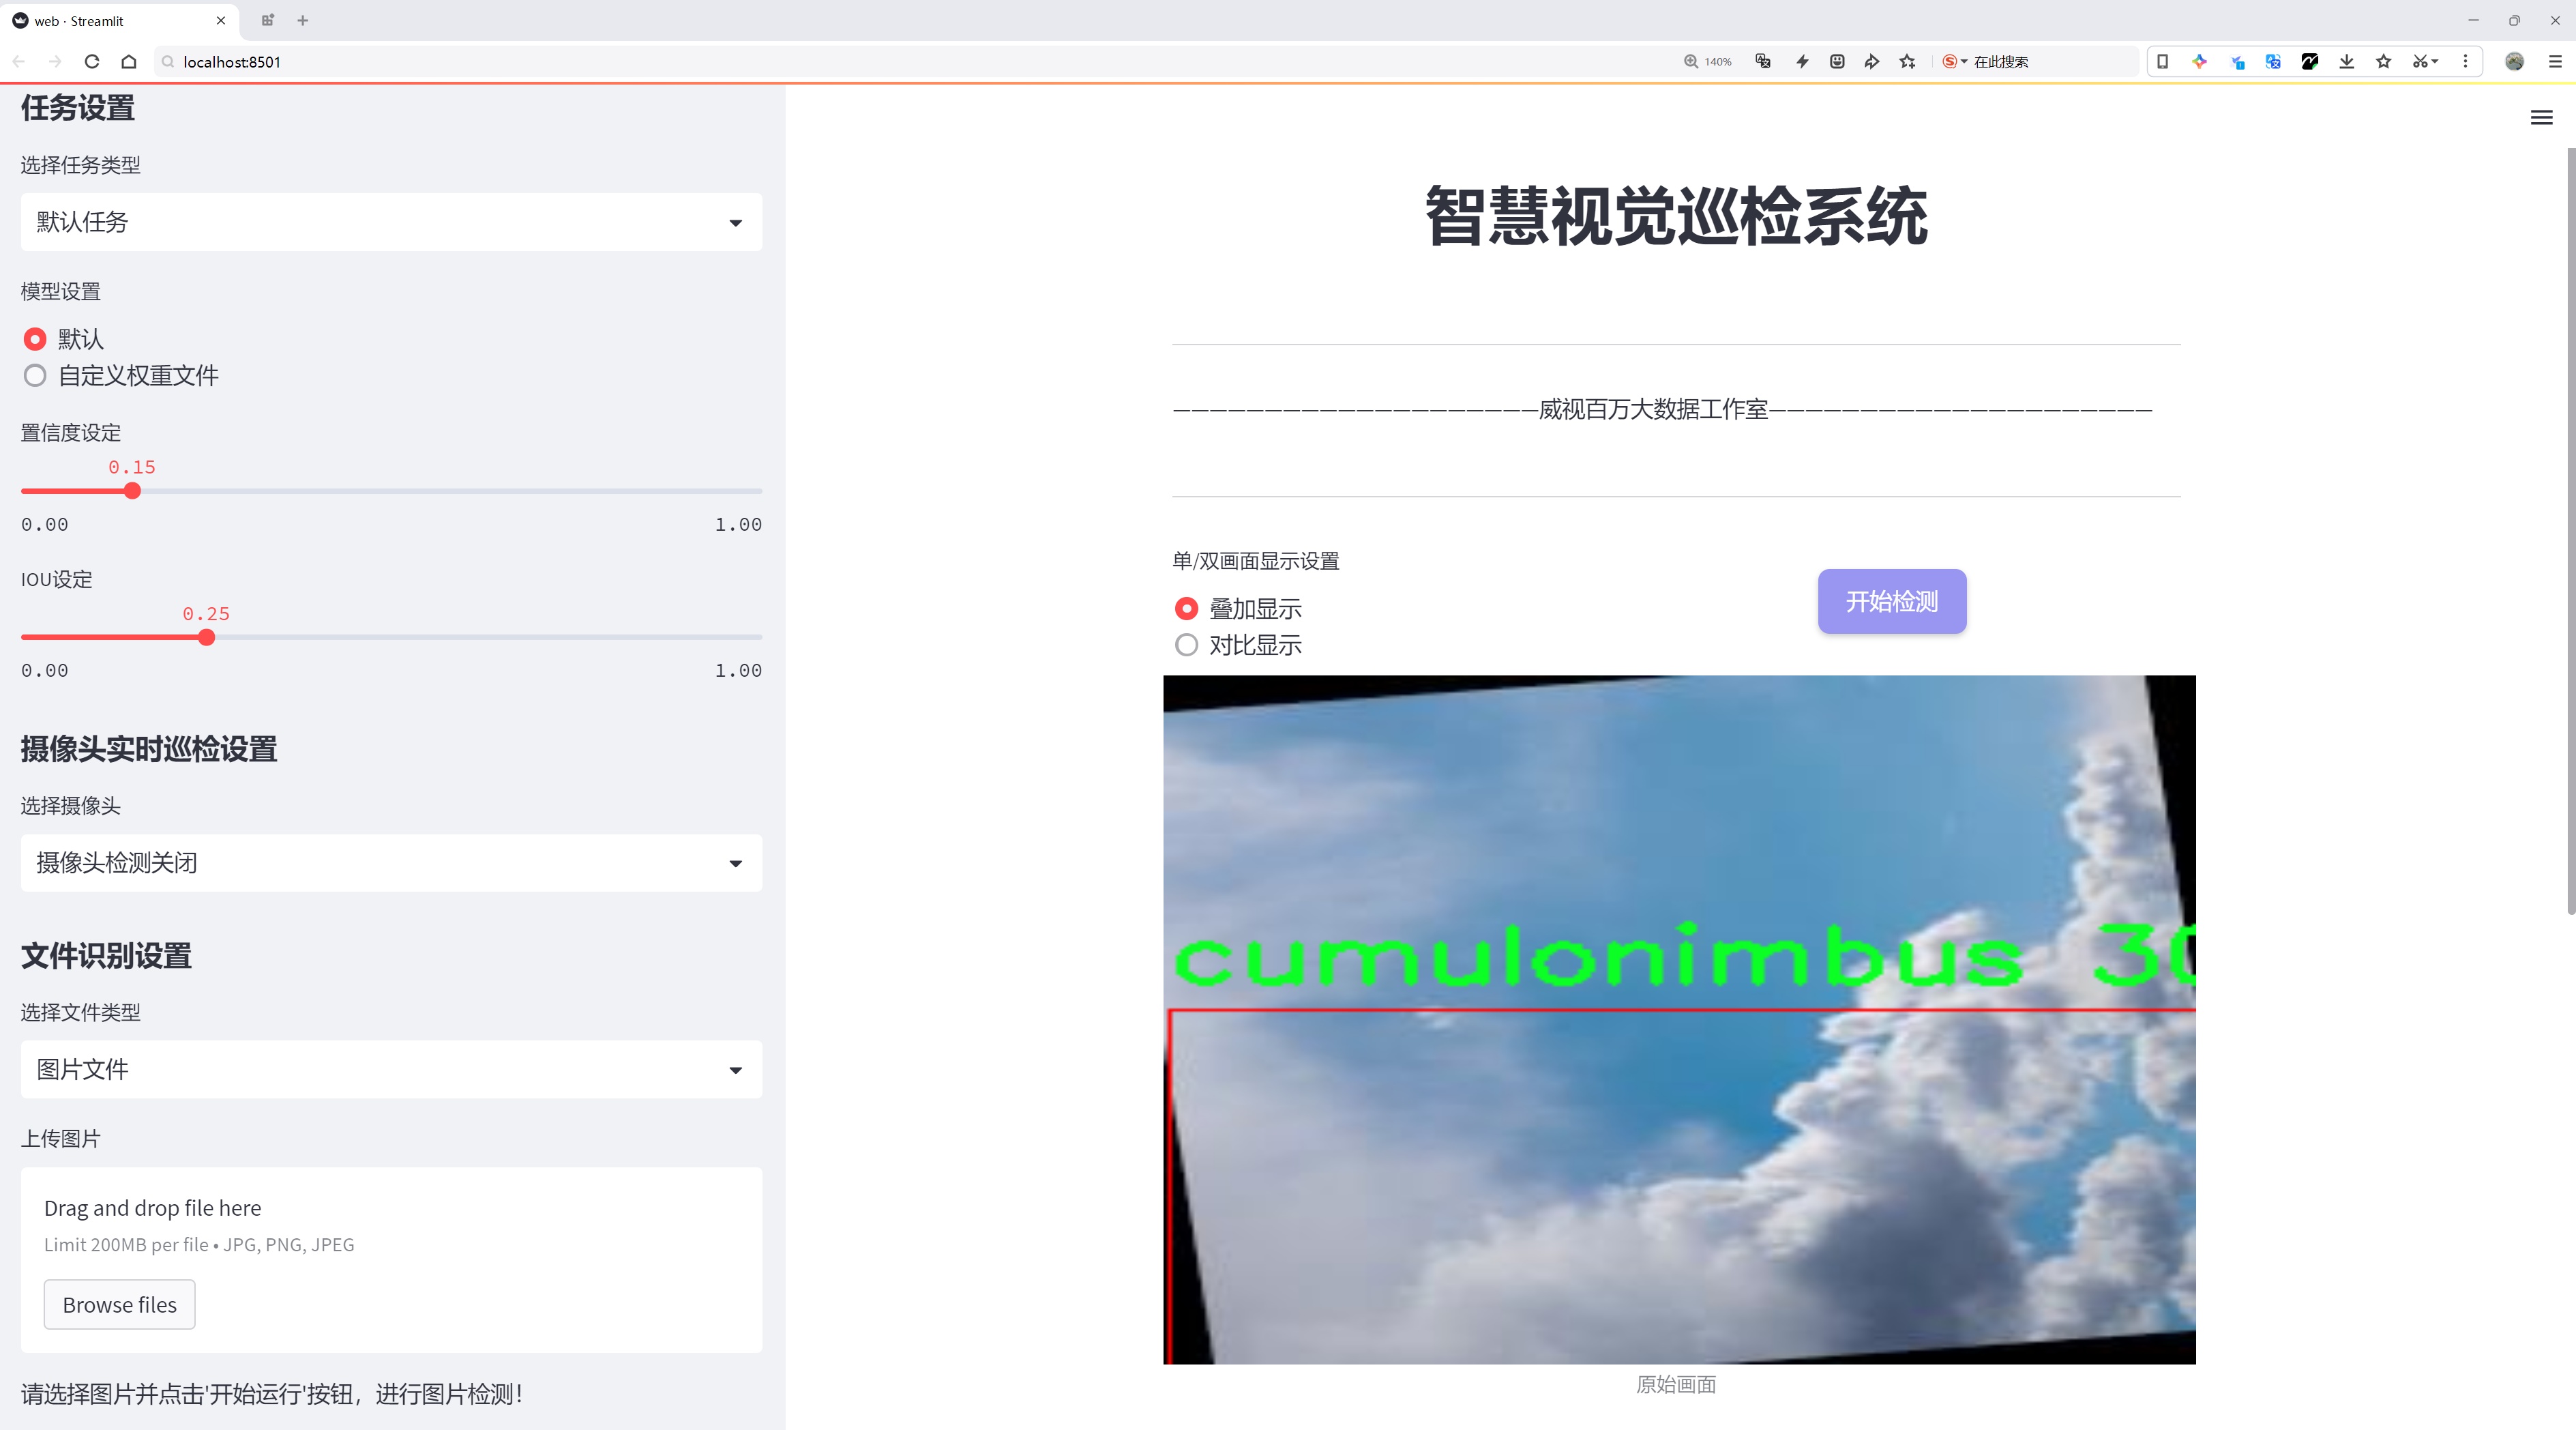 web · Streamlit
localhost:8501
140%
在此搜索
任务设置
选择任务类型
默认任务
模型设置
默认
自定义权重文件
置信度设定
0.15
0.00 1.00
IOU设定
0.25
0.00 1.00
摄像头实时巡检设置
选择摄像头
摄像头检测关闭
文件识别设置
选择文件类型
图片文件
上传图片
Drag and drop file here
Limit 200MB per file • JPG, PNG, JPEG
Browse files
请选择图片并点击'开始运行'按钮，进行图片检测！
智慧视觉巡检系统
————————————————————威视百万大数据工作室—————————————————————
单/双画面显示设置
叠加显示
对比显示
开始检测
cumulonimbus 30
原始画面